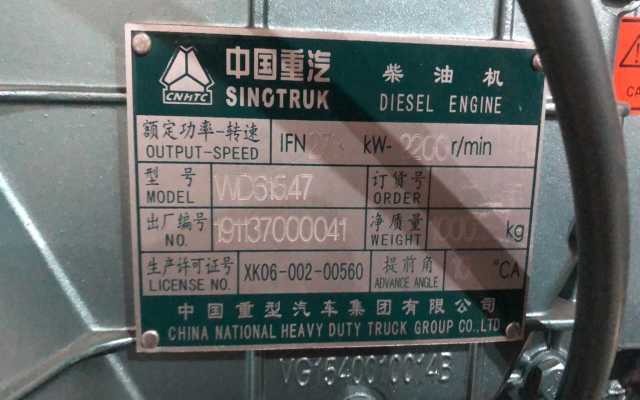 中国重汽 柴油机
CNHTC SINOTRUK DIESEL ENGINE
额定功率-转速 IFN kW- 2200 r/min
OUTPUT-SPEED
型号 WD615.47 订货号
MODEL ORDER
出厂编号 191137000041 净质量 kg
NO. WEIGHT
生产许可证号 XK06-002-00560 提前角 °CA
LICENSE NO. ADVANCE ANGLE
中国重型汽车集团有限公司
CHINA NATIONAL HEAVY DUTY TRUCK GROUP CO.,LTD
VG1540010014B
CA